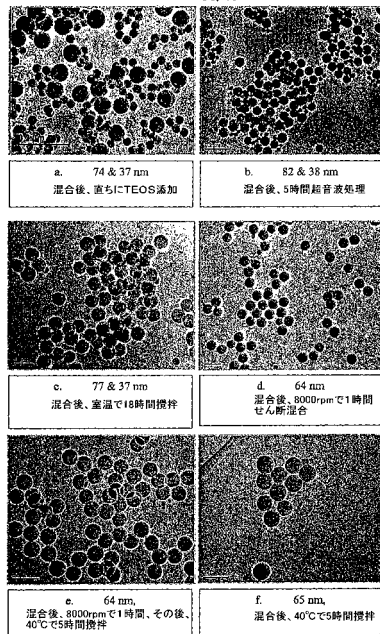 a. 74 & 37 nm
混合後、直ちにTEOS添加
b. 82 & 38 nm
混合後、5時間超音波処理
c. 77 & 37 nm
混合後、室温で18時間撹拌
d. 64 nm
混合後、8000rpmで1時間
せん断混合
e. 64 nm,
混合後、8000rpmで1時間、その後、
40℃で5時間撹拌
f. 65 nm,
混合後、40℃で5時間撹拌